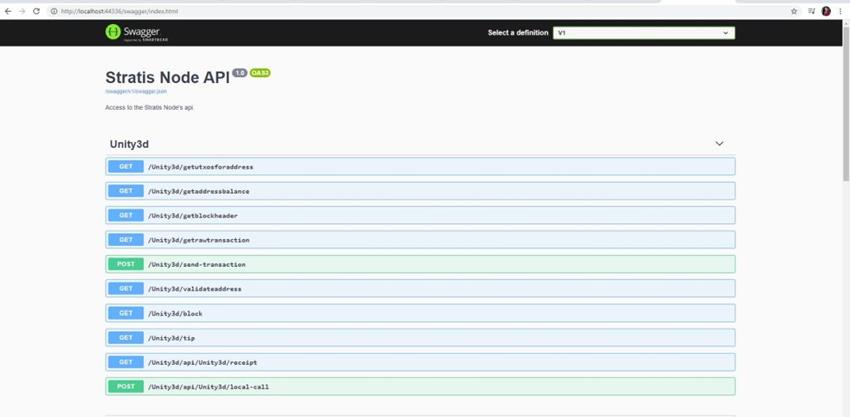 http://localhost:44336/swagger/index.html
Swagger
Supported by SMARTBEAR
Select a definition
V1
Stratis Node API 1.0 OAS3
/swagger/v1/swagger.json
Access to the Stratis Node's api.
Unity3d
GET /Unity3d/getutxosforaddress
GET /Unity3d/getaddressbalance
GET /Unity3d/getblockheader
GET /Unity3d/getrawtransaction
POST /Unity3d/send-transaction
GET /Unity3d/validateaddress
GET /Unity3d/block
GET /Unity3d/tip
GET /Unity3d/api/Unity3d/receipt
POST /Unity3d/api/Unity3d/local-call